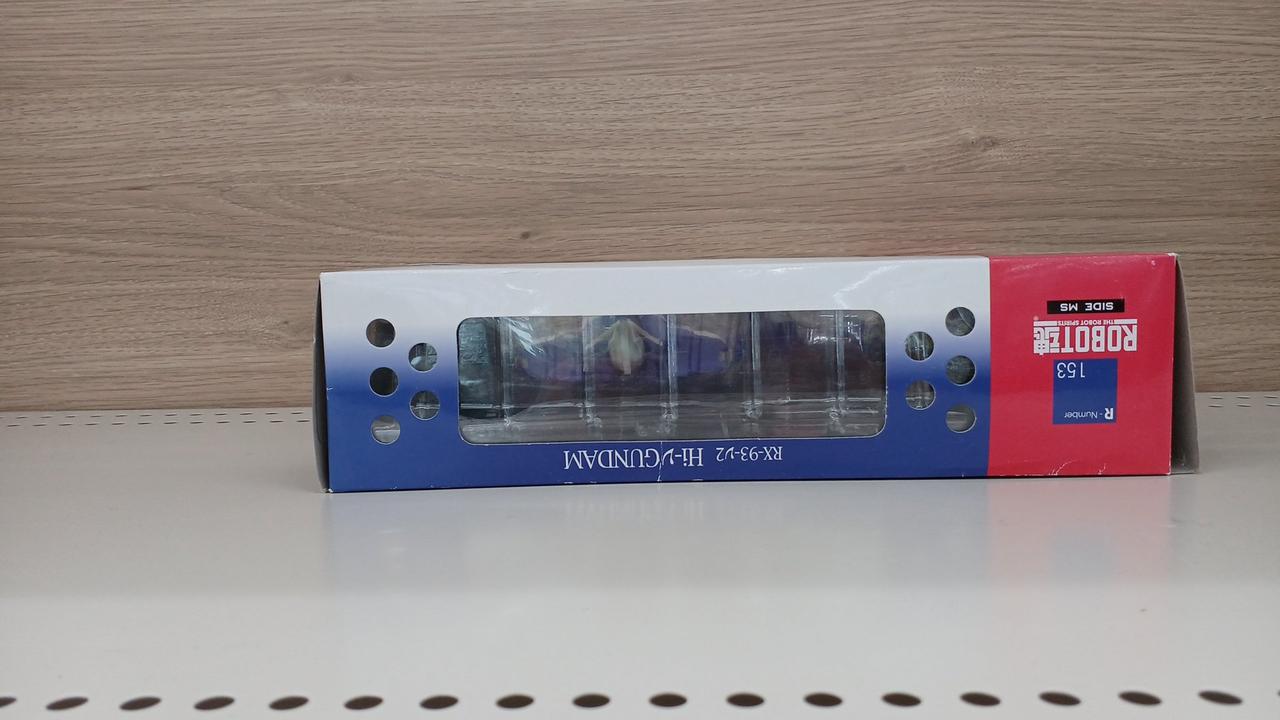 RX-93-ν2 Hi-νGUNDAM
R-Number
153
ROBOT魂
THE ROBOT SPIRITS
SIDE MS